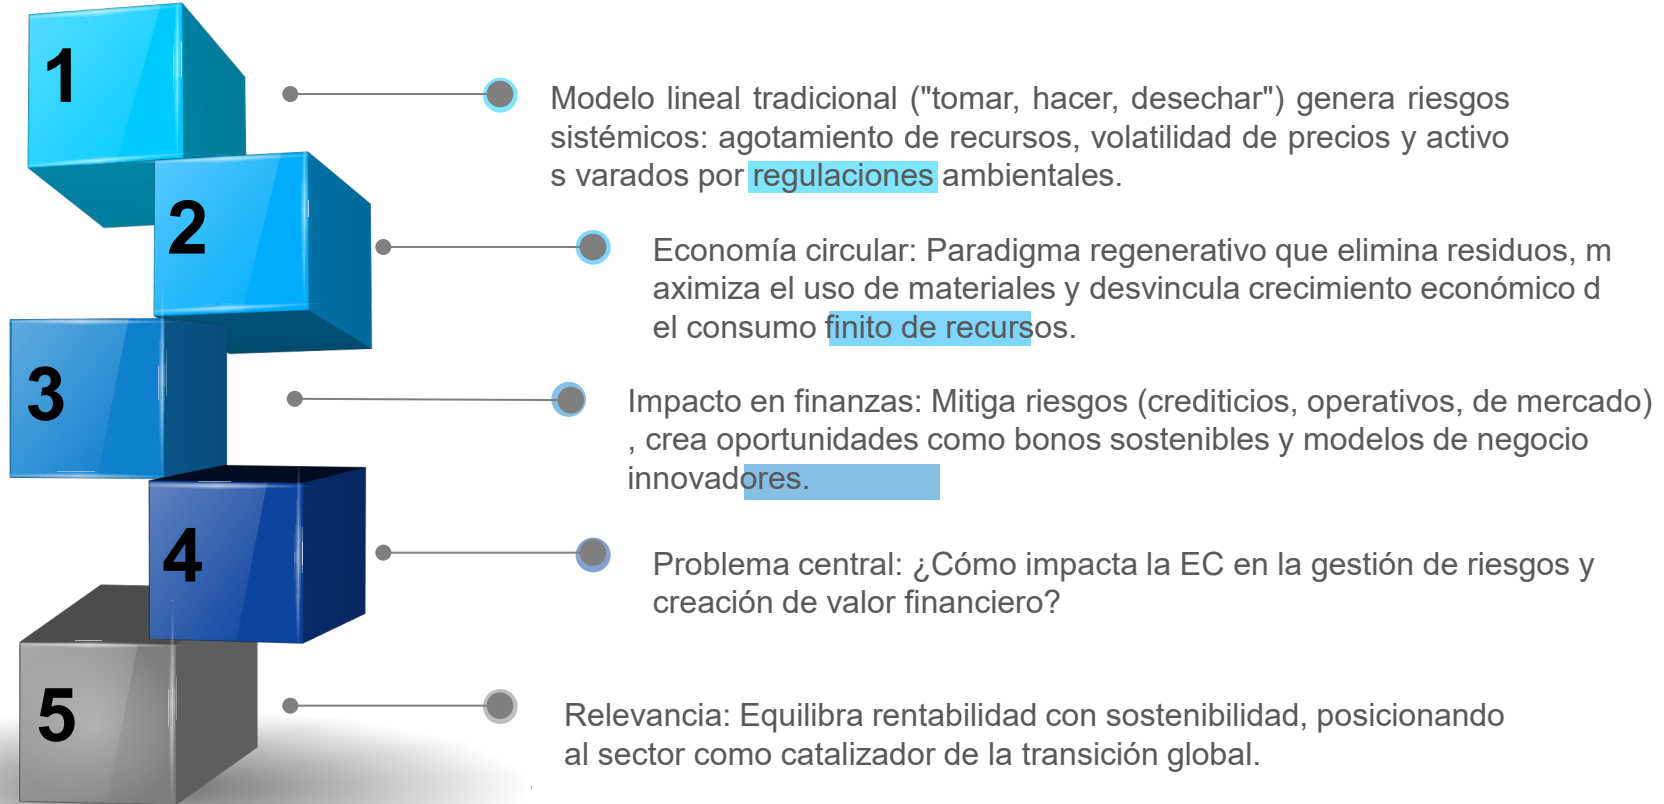 1
Modelo lineal tradicional ("tomar, hacer, desechar") genera riesgos
sistémicos: agotamiento de recursos, volatilidad de precios y activo
s varados por regulaciones ambientales.
2
Economía circular: Paradigma regenerativo que elimina residuos, m
aximiza el uso de materiales y desvincula crecimiento económico d
el consumo finito de recursos.
3
Impacto en finanzas: Mitiga riesgos (crediticios, operativos, de mercado)
, crea oportunidades como bonos sostenibles y modelos de negocio
innovadores.
4
Problema central: ¿Cómo impacta la EC en la gestión de riesgos y
creación de valor financiero?
5
Relevancia: Equilibra rentabilidad con sostenibilidad, posicionando
al sector como catalizador de la transición global.